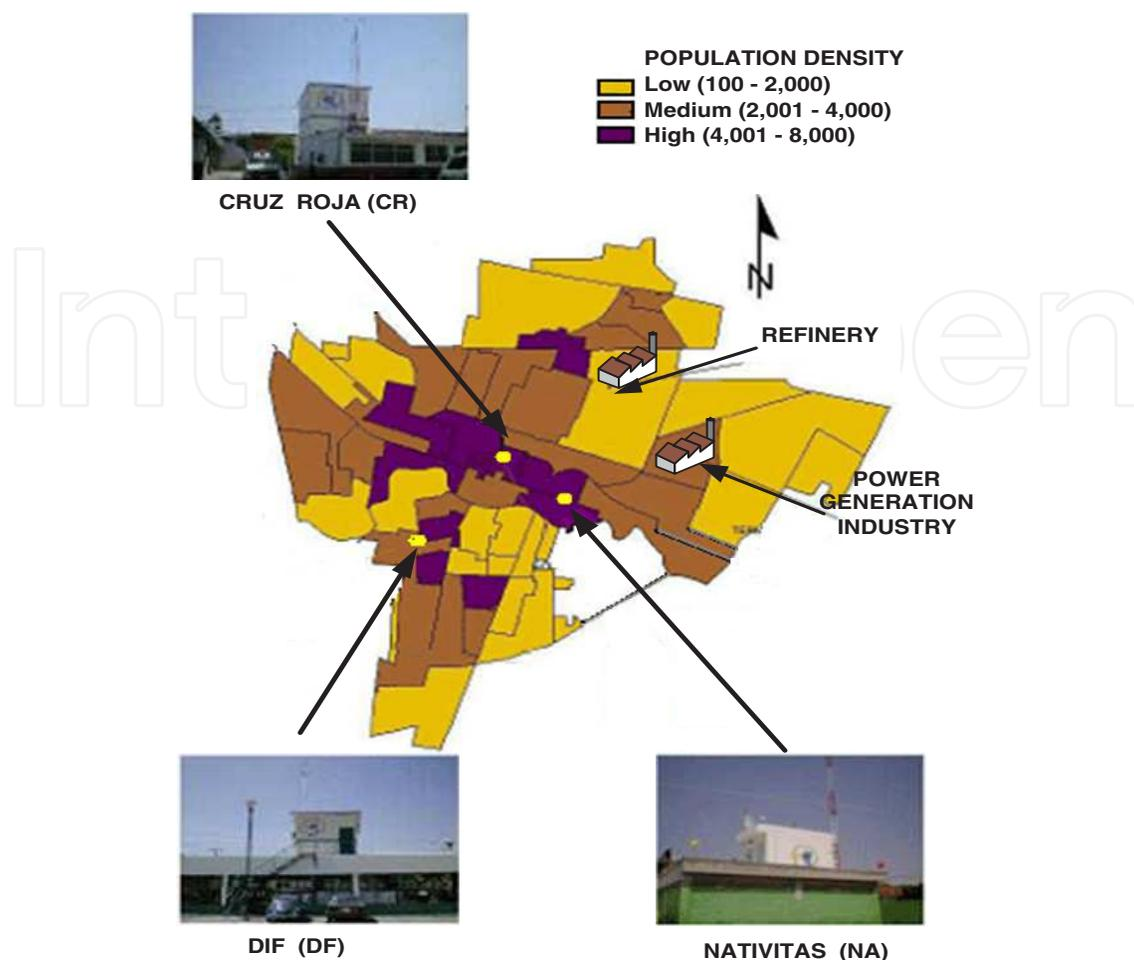 POPULATION DENSITY
Low (100 - 2,000)
Medium (2,001 - 4,000)
High (4,001 - 8,000)
CRUZ ROJA (CR)
N
REFINERY
POWER
GENERATION
INDUSTRY
DIF (DF)
NATIVITAS (NA)